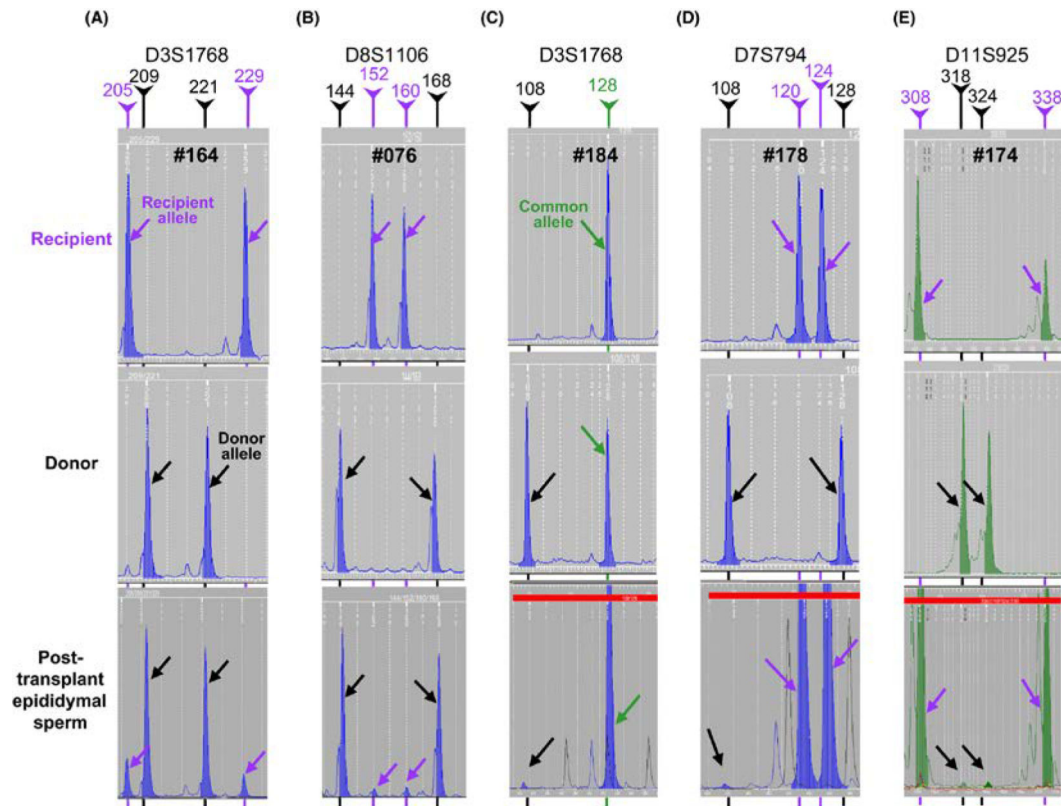 (A)
(B)
(C)
(D)
(E)
D3S1768
D8S1106
D3S1768
D7S794
D11S925
205
209
221
229
144
152
160
168
108
128
108
120
124
128
308
318
324
338
#164
#076
#184
#178
#174
Recipient
Recipient
allele
Common
allele
Donor
Donor
allele
Post-
transplant
epididymal
sperm